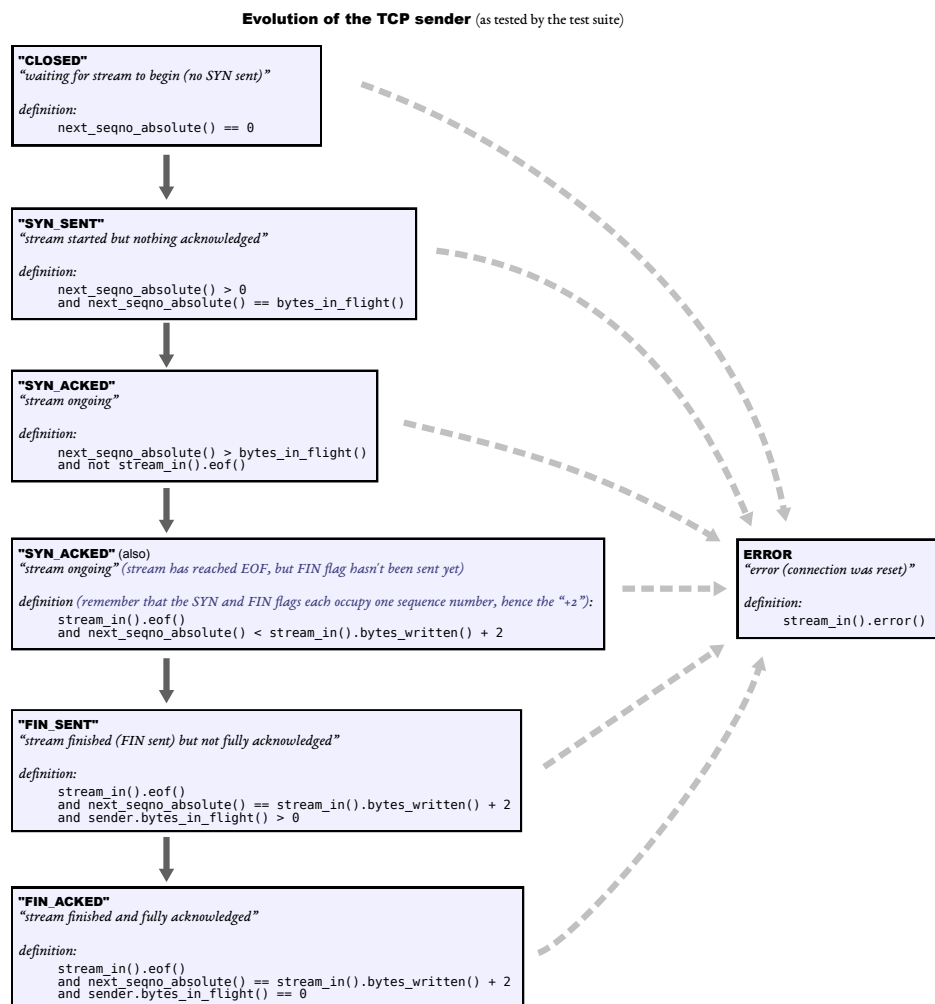 Evolution of the TCP sender (as tested by the test suite)
"CLOSED"
“waiting for stream to begin (no SYN sent)”
definition:
next_seqno_absolute() == 0
"SYN_SENT"
“stream started but nothing acknowledged”
definition:
next_seqno_absolute() > 0
and next_seqno_absolute() == bytes_in_flight()
"SYN_ACKED"
“stream ongoing”
definition:
next_seqno_absolute() > bytes_in_flight()
and not stream_in().eof()
"SYN_ACKED" (also)
“stream ongoing” (stream has reached EOF, but FIN flag hasn't been sent yet)
definition (remember that the SYN and FIN flags each occupy one sequence number, hence the “+2”):
stream_in().eof()
and next_seqno_absolute() < stream_in().bytes_written() + 2
ERROR
“error (connection was reset)”
definition:
stream_in().error()
"FIN_SENT"
“stream finished (FIN sent) but not fully acknowledged”
definition:
stream_in().eof()
and next_seqno_absolute() == stream_in().bytes_written() + 2
and sender.bytes_in_flight() > 0
"FIN_ACKED"
“stream finished and fully acknowledged”
definition:
stream_in().eof()
and next_seqno_absolute() == stream_in().bytes_written() + 2
and sender.bytes_in_flight() == 0